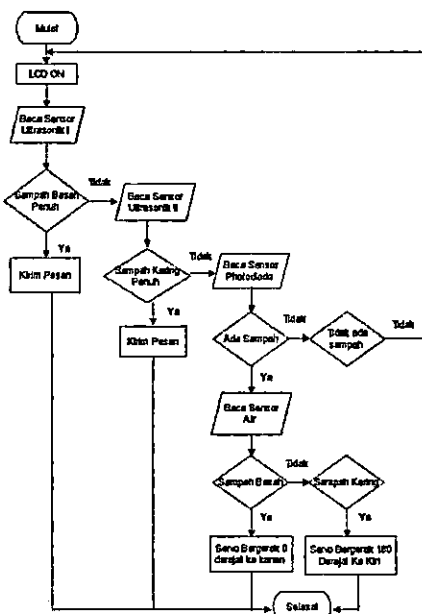 Mulai
LCD ON
Baca Sensor
Ultrasonik I
Sampah Basah
Penuh
Tidak
Ya
Kirim Pesan
Baca Sensor
Ultrasonik II
Sampah Kering
Penuh
Tidak
Ya
Kirim Pesan
Baca Sensor
Photodioda
Ada Sampah
Tidak
Tidak ada
sampah
Tidak
Ya
Baca Sensor
Air
Sampah Basah
Tidak
Sampah Kering
Ya
Ya
Servo Bergerak 0
derajat ke kanan
Servo Bergerak 180
Derajat Ke Kiri
Selesai